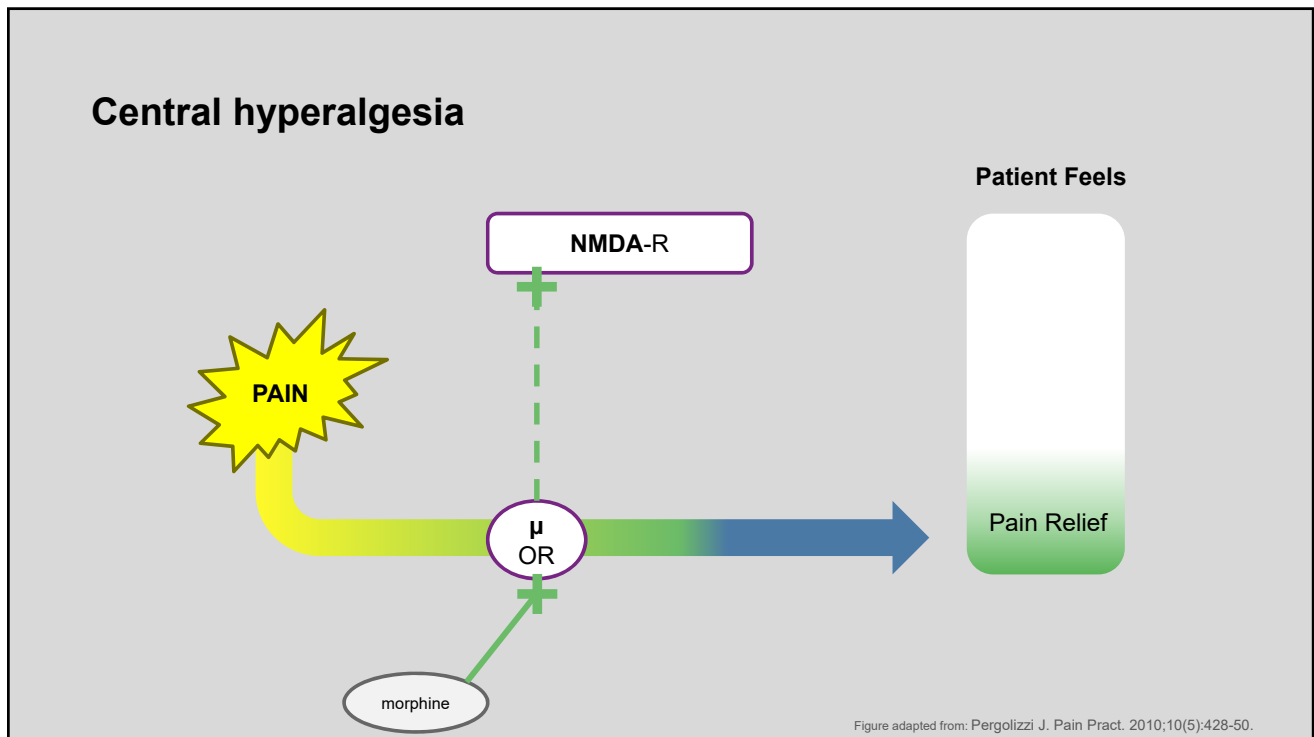 Central hyperalgesia
Patient Feels
NMDA-R
PAIN
µ
OR
Pain Relief
morphine
Figure adapted from: Pergolizzi J. Pain Pract. 2010;10(5):428-50.